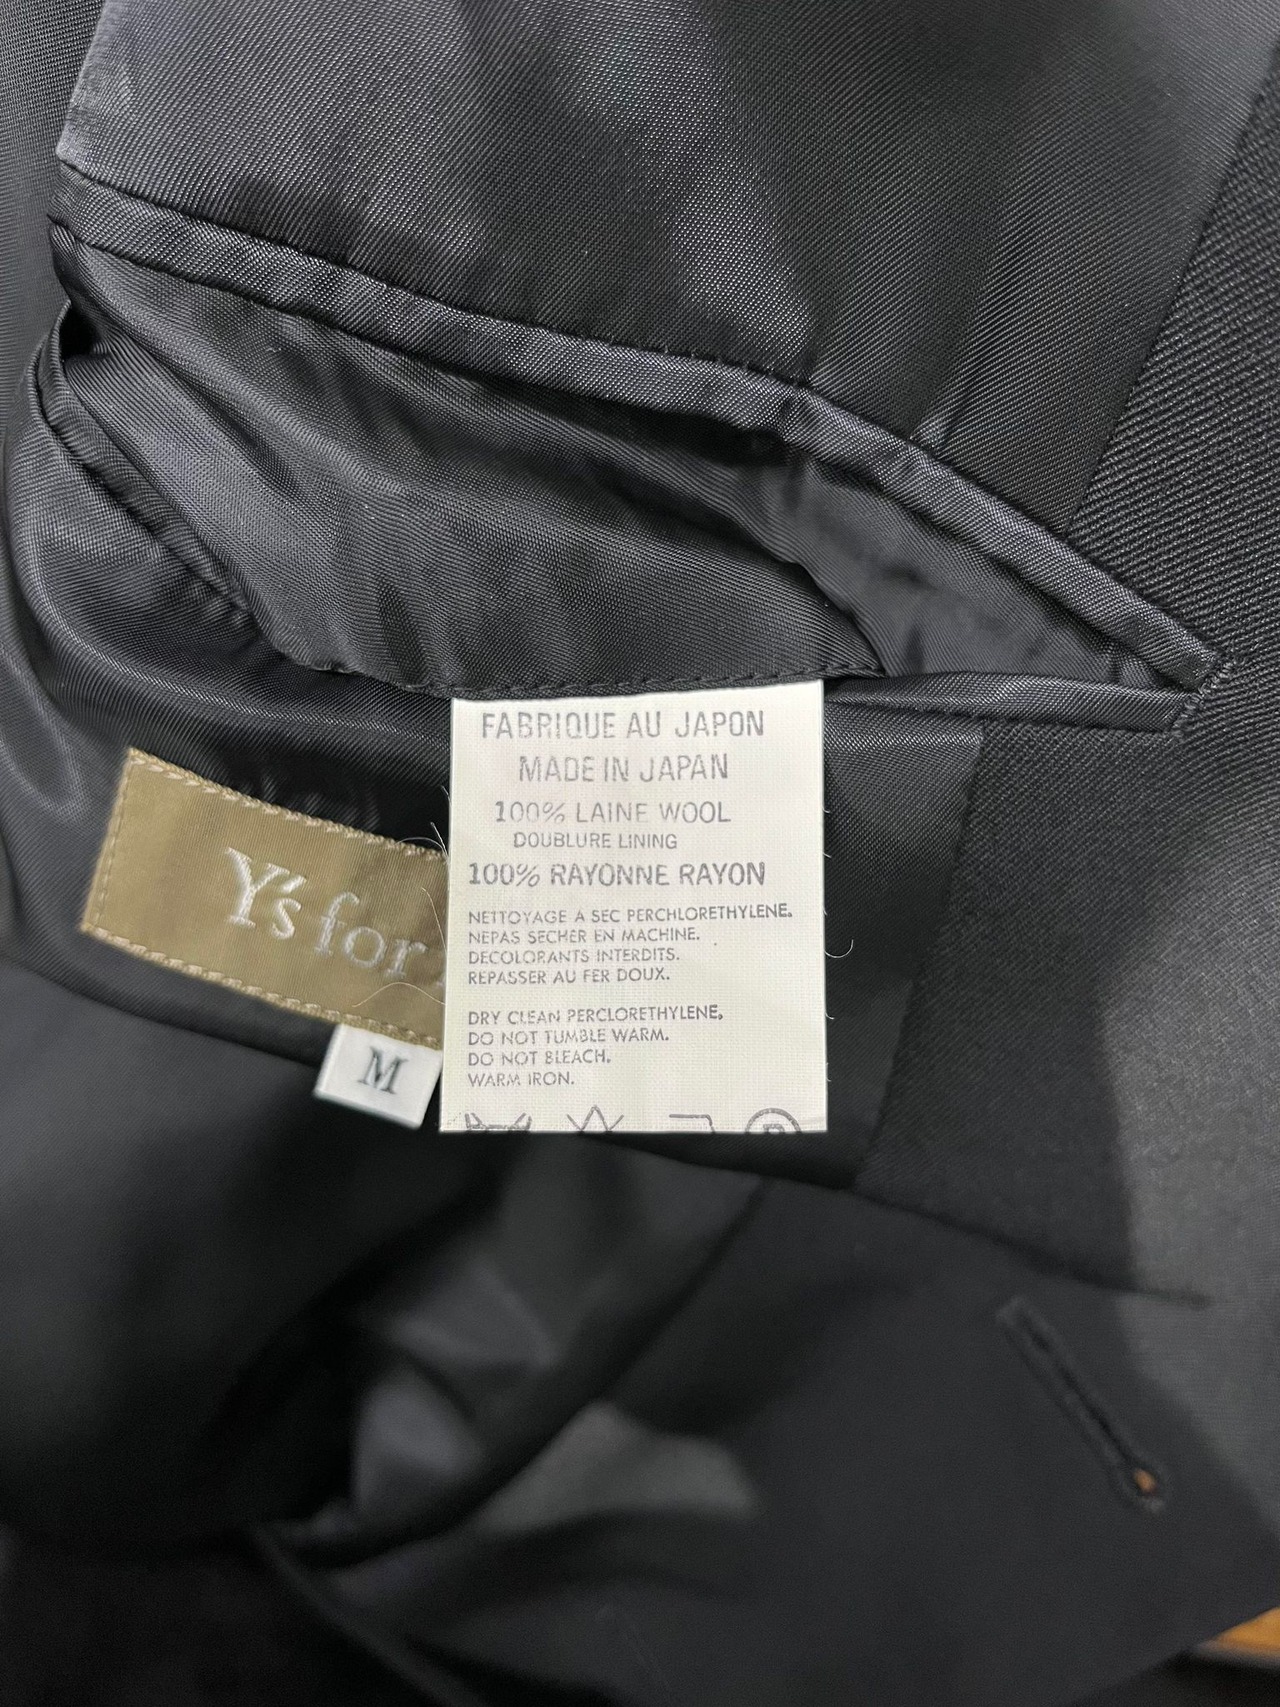 FABRIQUE AU JAPON
MADE IN JAPAN
100% LAINE WOOL
DOUBLURE LINING
100% RAYONNE RAYON
NETTOYAGE A SEC PERCHLORETHYLENE.
NEPAS SECHER EN MACHINE.
DECOLORANTS INTERDITS.
REPASSER AU FER DOUX.
DRY CLEAN PERCLORETHYLENE,
DO NOT TUMBLE WARM.
DO NOT BLEACH.
WARM IRON.
P
Y's for
M